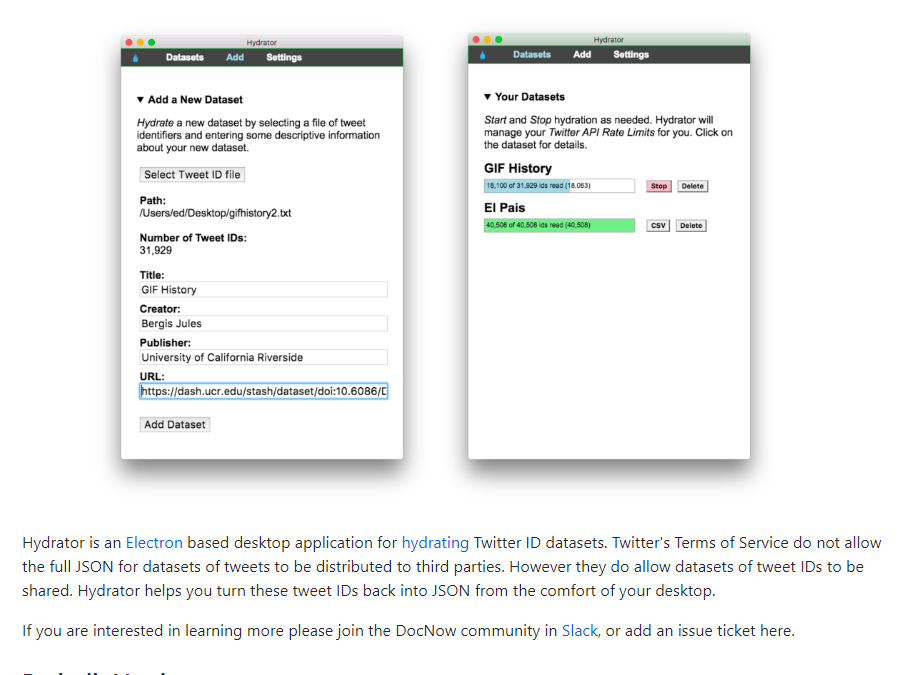 Hydrator
Datasets Add Settings
▼ Add a New Dataset
Hydrate a new dataset by selecting a file of tweet
identifiers and entering some descriptive information
about your new dataset.
Select Tweet ID file
Path:
/Users/ed/Desktop/gifhistory2.txt
Number of Tweet IDs:
31,929
Title:
GIF History
Creator:
Bergis Jules
Publisher:
University of California Riverside
URL:
https://dash.ucr.edu/stash/dataset/doi:10.6086/D
Add Dataset
Hydrator
Datasets Add Settings
▼ Your Datasets
Start and Stop hydration as needed. Hydrator will
manage your Twitter API Rate Limits for you. Click on
the dataset for details.
GIF History
18,100 of 31,929 ids read (18,063) Stop Delete
El Pais
40,508 of 40,508 ids read (40,508) CSV Delete
Hydrator is an Electron based desktop application for hydrating Twitter ID datasets. Twitter's Terms of Service do not allow
the full JSON for datasets of tweets to be distributed to third parties. However they do allow datasets of tweet IDs to be
shared. Hydrator helps you turn these tweet IDs back into JSON from the comfort of your desktop.
If you are interested in learning more please join the DocNow community in Slack, or add an issue ticket here.